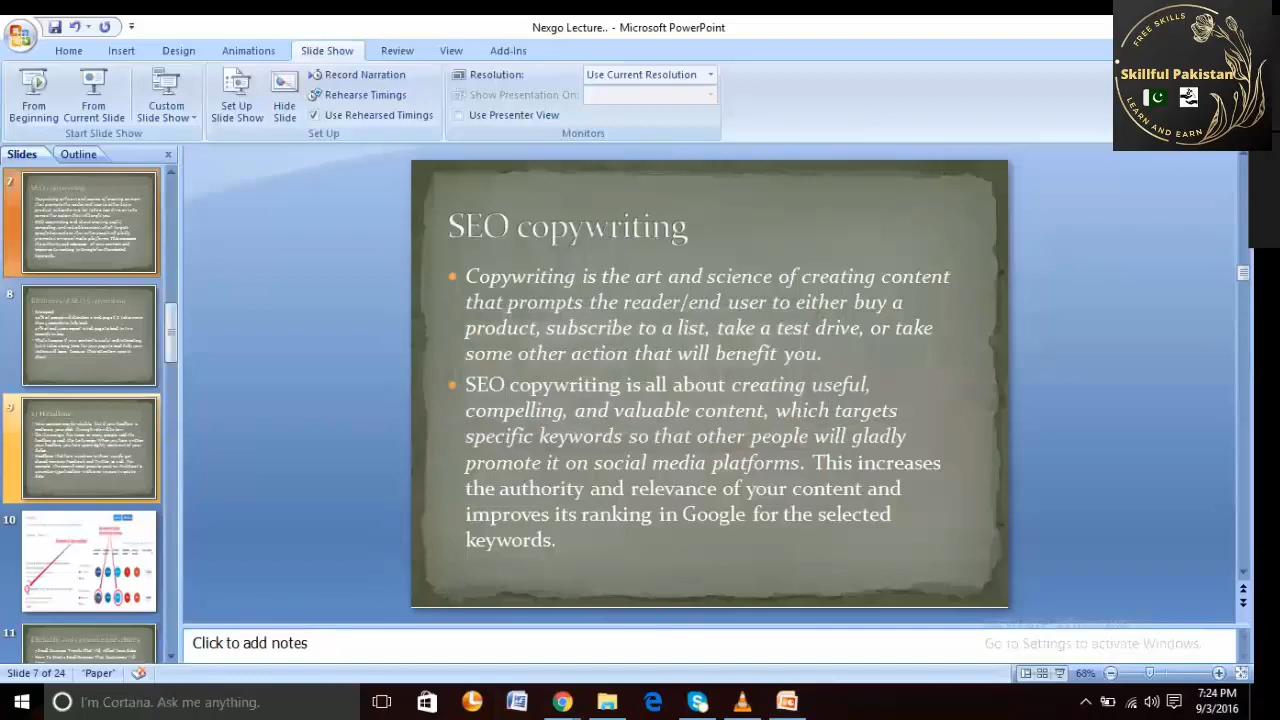 Nexgo Lecture.. - Microsoft PowerPoint
Home Insert Design Animations Slide Show Review View Add-Ins
From Beginning
From Current Slide
Custom Slide Show
Start Slide Show
Set Up Slide Show
Hide Slide
Record Narration
Rehearse Timings
Use Rehearsed Timings
Set Up
Resolution: Use Current Resolution
Show Presentation On:
Use Presenter View
Monitors
FREE SKILLS
Skillful Pakistan
LEARN AND EARN
Slides Outline
7
8
9
10
11
SEO copywriting
Copywriting is the art and science of creating content
that prompts the reader/end user to either buy a
product, subscribe to a list, take a test drive, or take
some other action that will benefit you.
SEO copywriting is all about creating useful,
compelling, and valuable content, which targets
specific keywords so that other people will gladly
promote it on social media platforms. This increases
the authority and relevance of your content and
improves its ranking in Google for the selected
keywords.
Click to add notes
Go to Settings to activate Windows.
Slide 7 of 24 "Paper" 68%
I'm Cortana. Ask me anything.
7:24 PM
9/3/2016